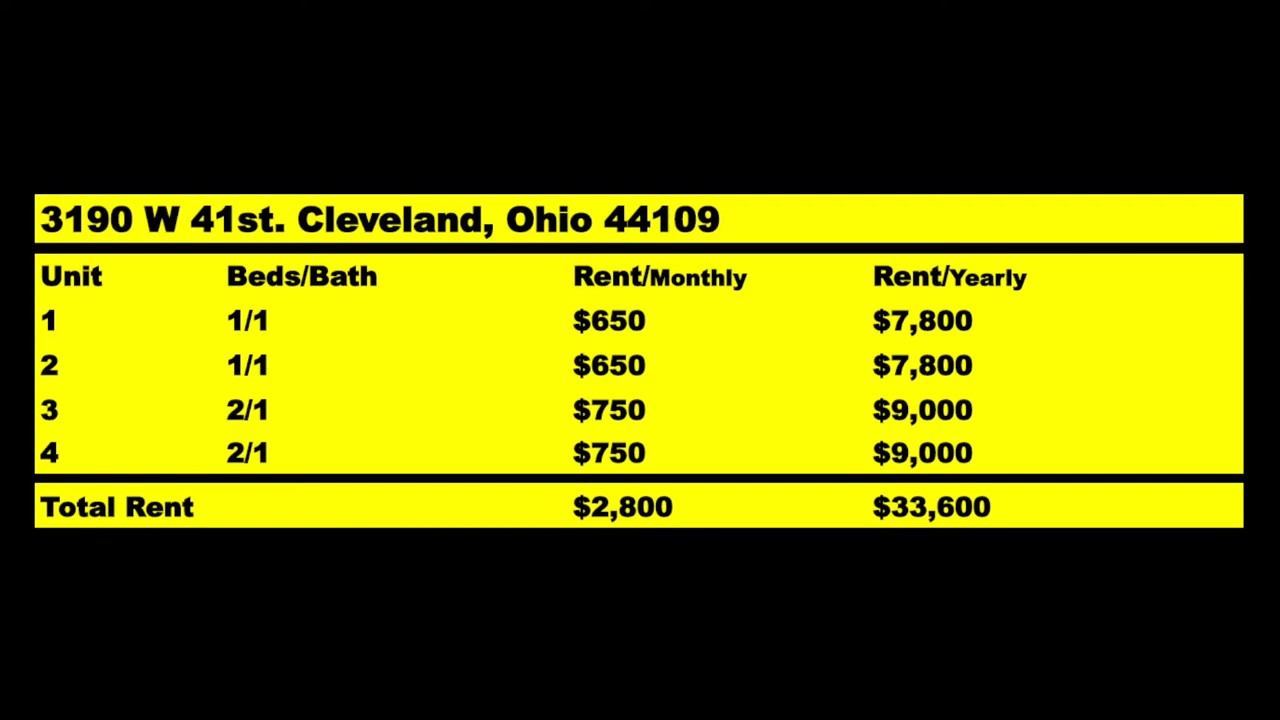 3190 W 41st. Cleveland, Ohio 44109
Unit Beds/Bath Rent/Monthly Rent/Yearly
1 1/1 $650 $7,800
2 1/1 $650 $7,800
3 2/1 $750 $9,000
4 2/1 $750 $9,000
Total Rent $2,800 $33,600